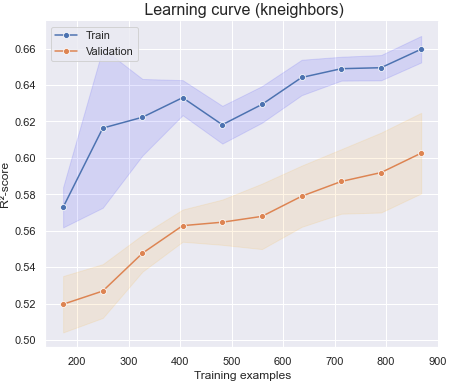 Learning curve (kneighbors)
Train
Validation
R²-score
0.66
0.64
0.62
0.60
0.58
0.56
0.54
0.52
0.50
200 300 400 500 600 700 800 900
Training examples